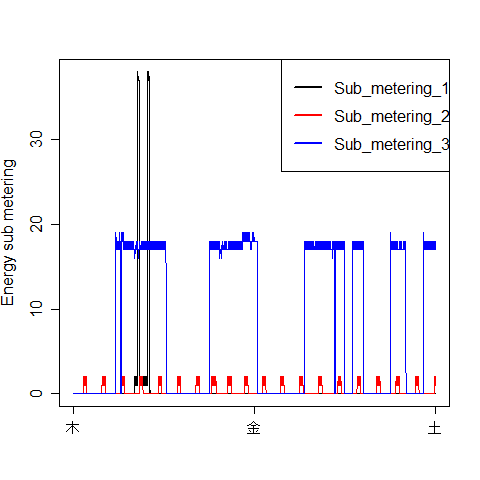 Sub_metering_1
Sub_metering_2
Sub_metering_3
Energy sub metering
30
20
10
0
木 金 土